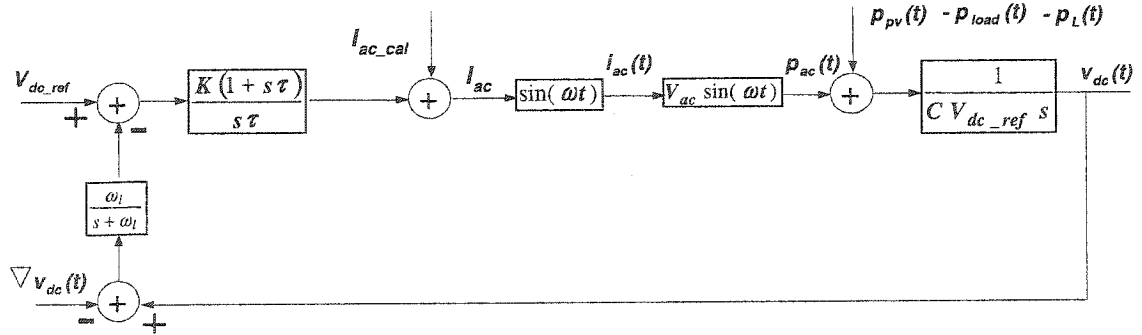 p_pv(t) - p_load(t) - p_L(t)
I_ac_cal
V_dc_ref
+
-
K(1 + sτ)
sτ
+
I_ac
sin(ωt)
i_ac(t)
V_ac sin(ωt)
p_ac(t)
+
1
C V_dc_ref s
v_dc(t)
+
ω_l
s + ω_l
▽ v_dc(t)
-
+
+